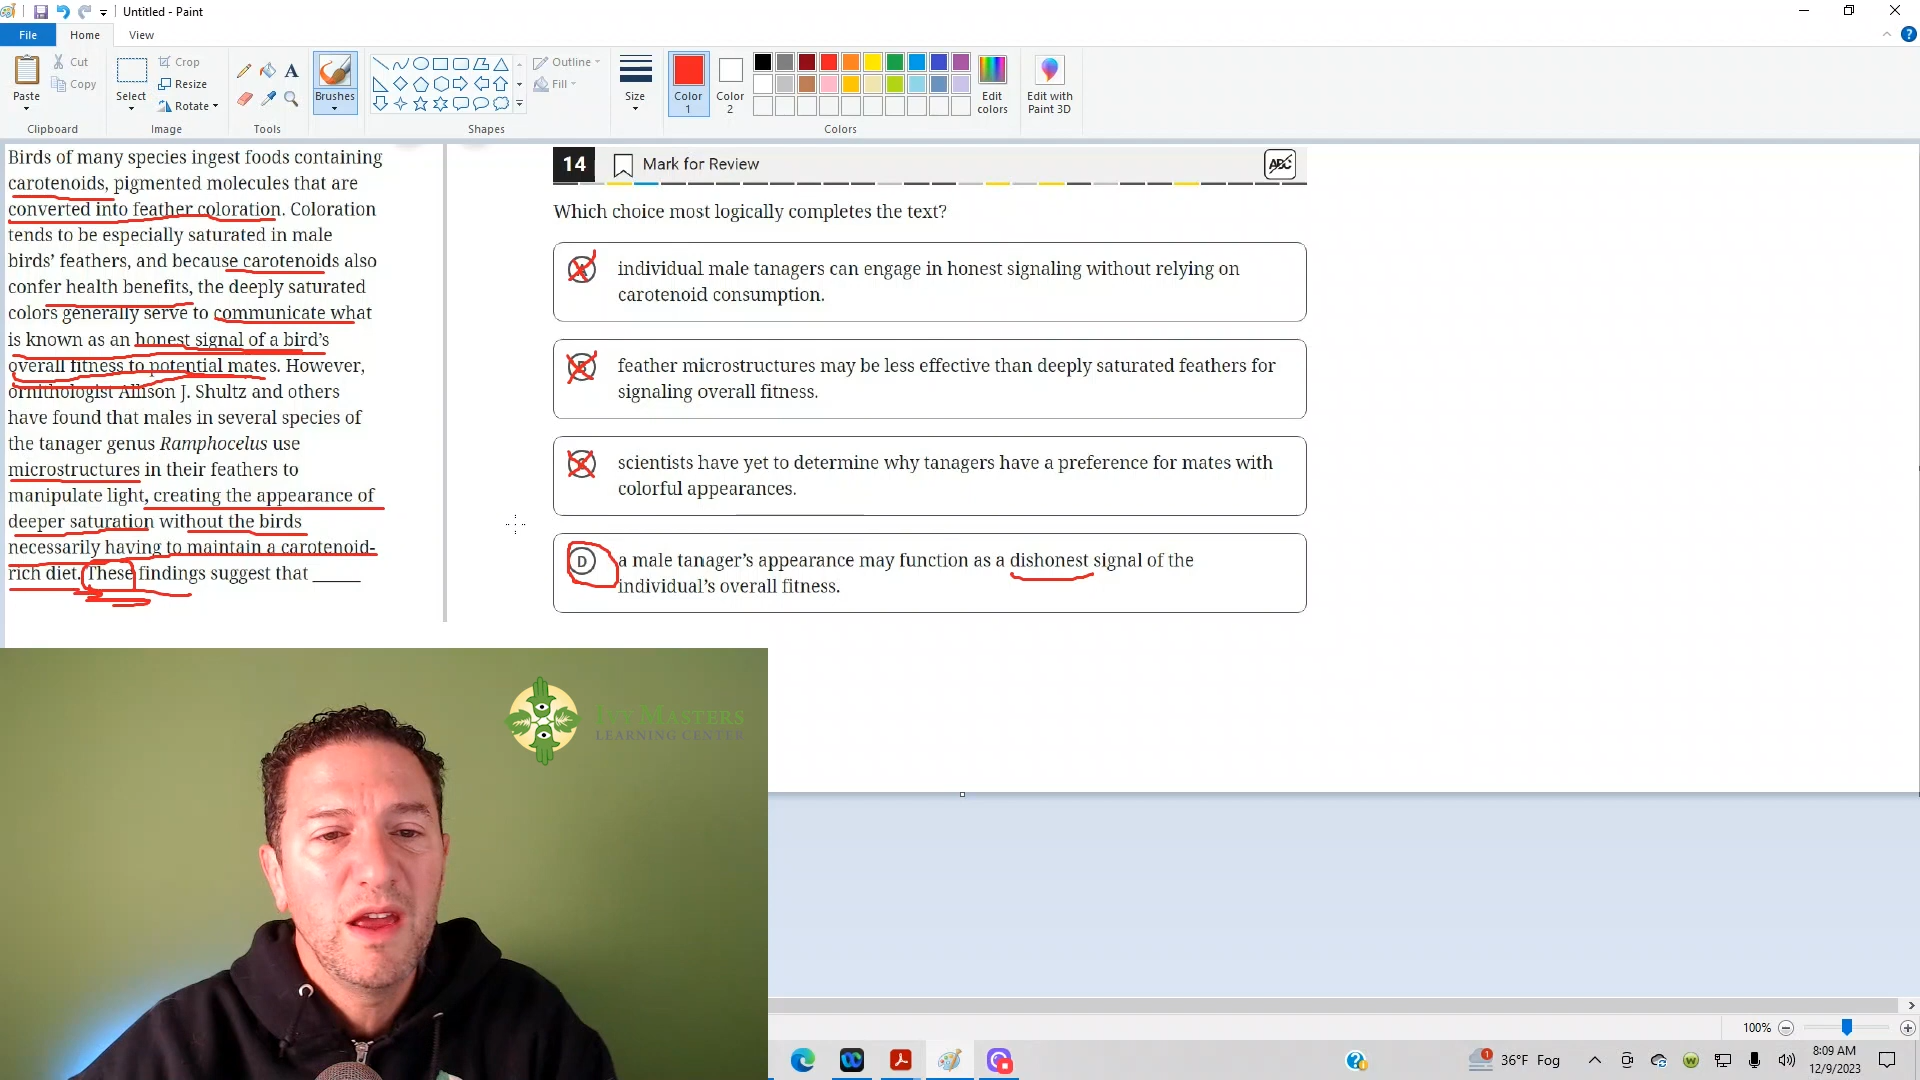 Untitled - Paint
File
Home
View
Paste
Cut
Copy
Clipboard
Select
Crop
Resize
Rotate
Image
Tools
Brushes
Shapes
Outline
Fill
Size
Color 1
Color 2
Edit colors
Edit with Paint 3D
Colors
Birds of many species ingest foods containing
carotenoids, pigmented molecules that are
converted into feather coloration. Coloration
tends to be especially saturated in male
birds’ feathers, and because carotenoids also
confer health benefits, the deeply saturated
colors generally serve to communicate what
is known as an honest signal of a bird’s
overall fitness to potential mates. However,
ornithologist Allison J. Shultz and others
have found that males in several species of
the tanager genus Ramphocelus use
microstructures in their feathers to
manipulate light, creating the appearance of
deeper saturation without the birds
necessarily having to maintain a carotenoid-
rich diet. These findings suggest that ______
14
Mark for Review
ABC
Which choice most logically completes the text?
A
individual male tanagers can engage in honest signaling without relying on
carotenoid consumption.
B
feather microstructures may be less effective than deeply saturated feathers for
signaling overall fitness.
C
scientists have yet to determine why tanagers have a preference for mates with
colorful appearances.
D
a male tanager’s appearance may function as a dishonest signal of the
individual’s overall fitness.
IVY MASTERS
LEARNING CENTER
100%
1
36°F Fog
8:09 AM
12/9/2023